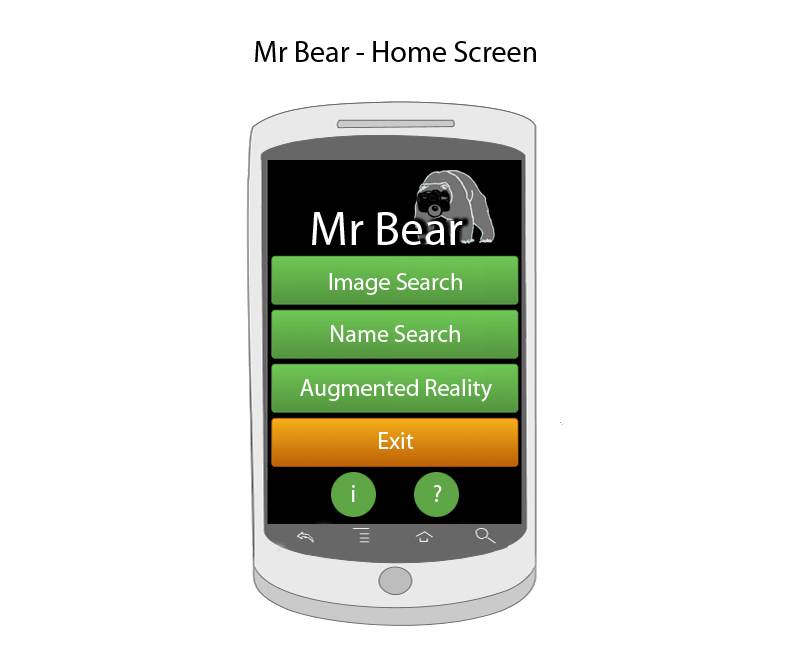 Mr Bear - Home Screen
Mr Bear
Image Search
Name Search
Augmented Reality
Exit
i ?